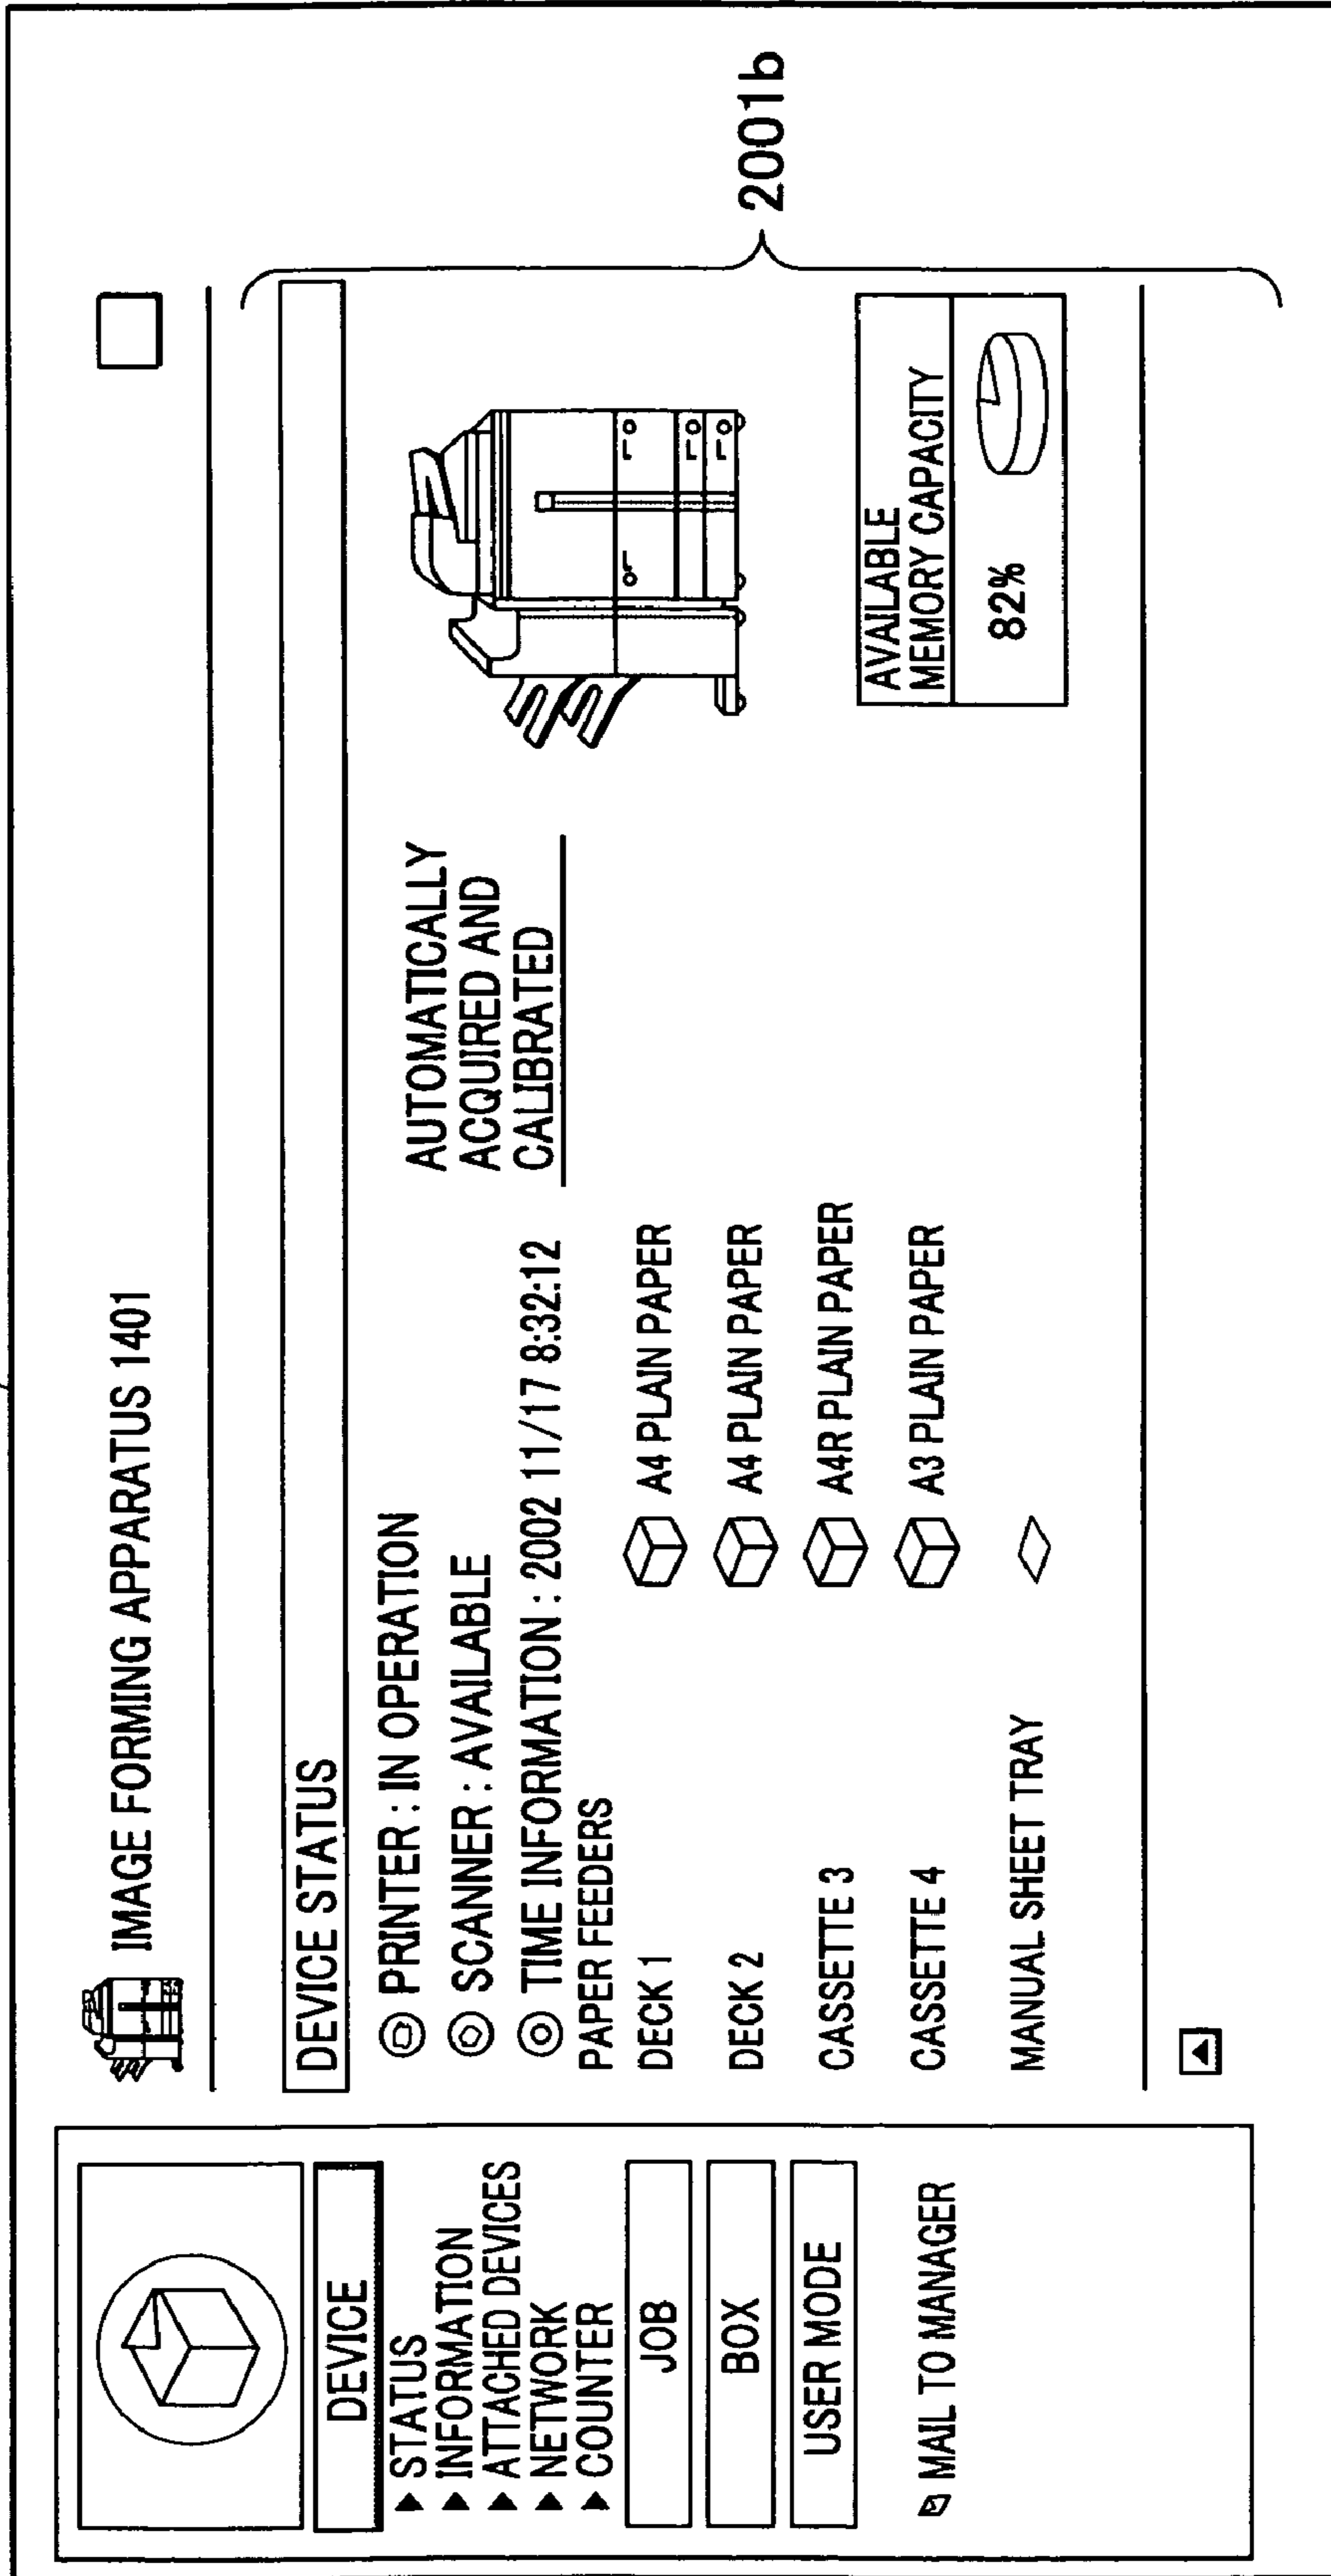 DEVICE
STATUS
INFORMATION
ATTACHED DEVICES
NETWORK
COUNTER
JOB
BOX
USER MODE
MAIL TO MANAGER
IMAGE FORMING APPARATUS 1401
DEVICE STATUS
PRINTER : IN OPERATION
SCANNER : AVAILABLE
TIME INFORMATION : 2002 11/17 8:32:12
AUTOMATICALLY
ACQUIRED AND
CALIBRATED
PAPER FEEDERS
DECK 1 A4 PLAIN PAPER
DECK 2 A4 PLAIN PAPER
CASSETTE 3 A4R PLAIN PAPER
CASSETTE 4 A3 PLAIN PAPER
MANUAL SHEET TRAY
AVAILABLE
MEMORY CAPACITY
82%
2001b